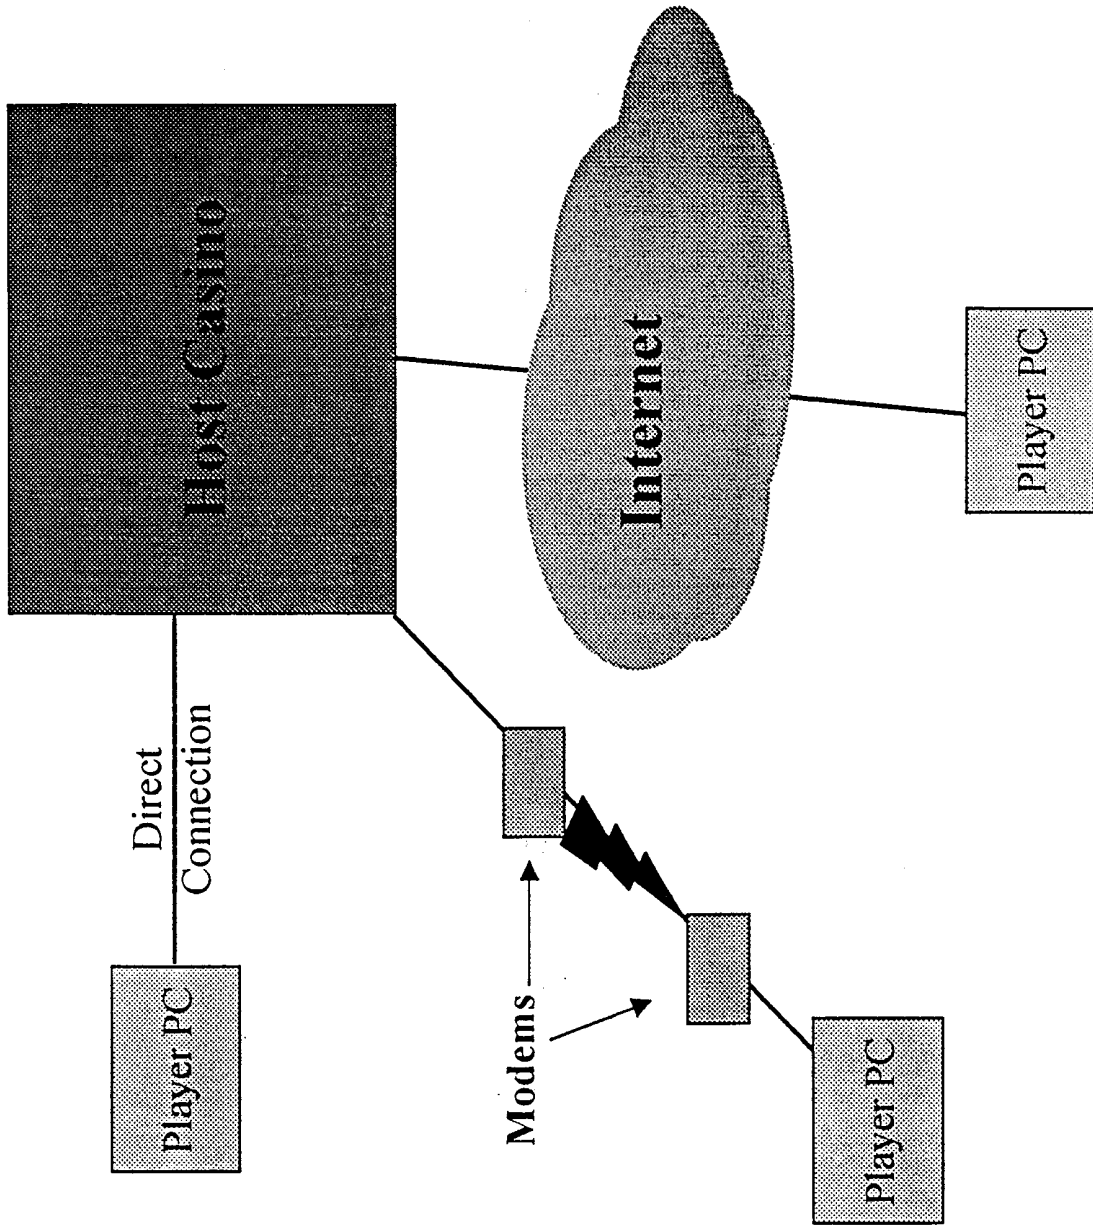 Player PC
Direct
Connection
Host Casino
Modems
Internet
Player PC
Player PC